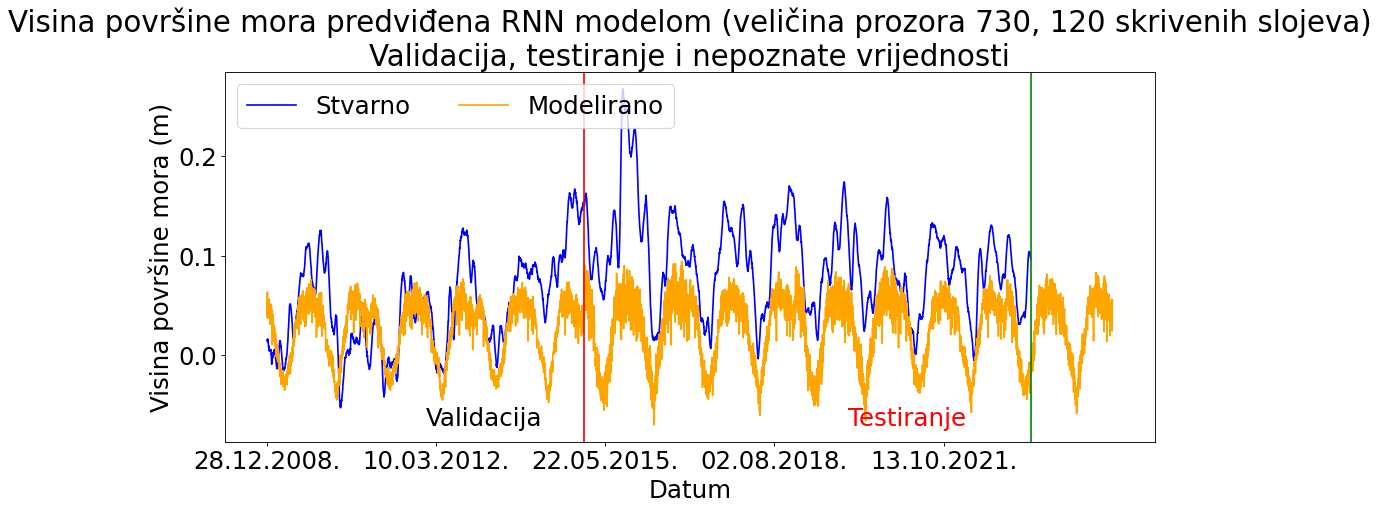 Visina površine mora predviđena RNN modelom (veličina prozora 730, 120 skrivenih slojeva)
Validacija, testiranje i nepoznate vrijednosti
Stvarno
Modelirano
Visina površine mora (m)
0.2
0.1
0.0
Validacija
Testiranje
28.12.2008.
10.03.2012.
22.05.2015.
02.08.2018.
13.10.2021.
Datum